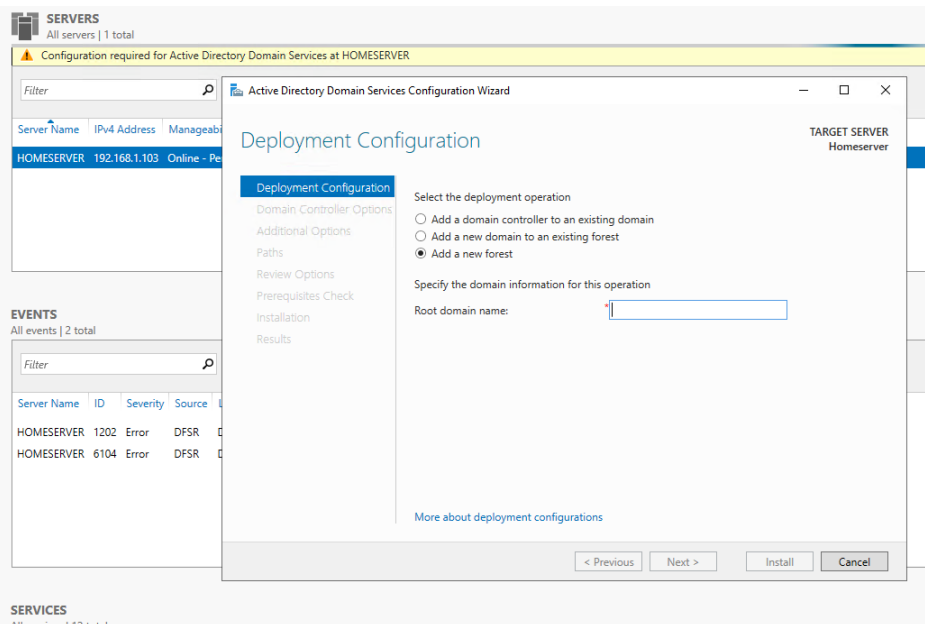 SERVERS
All servers | 1 total
Configuration required for Active Directory Domain Services at HOMESERVER
Filter
Server Name IPv4 Address Manageabi
HOMESERVER 192.168.1.103 Online - Pe
Active Directory Domain Services Configuration Wizard
Deployment Configuration
TARGET SERVER
Homeserver
Deployment Configuration
Domain Controller Options
Additional Options
Paths
Review Options
Prerequisites Check
Installation
Results
Select the deployment operation
Add a domain controller to an existing domain
Add a new domain to an existing forest
Add a new forest
Specify the domain information for this operation
Root domain name: *
More about deployment configurations
< Previous Next > Install Cancel
EVENTS
All events | 2 total
Filter
Server Name ID Severity Source
HOMESERVER 1202 Error DFSR
HOMESERVER 6104 Error DFSR
SERVICES